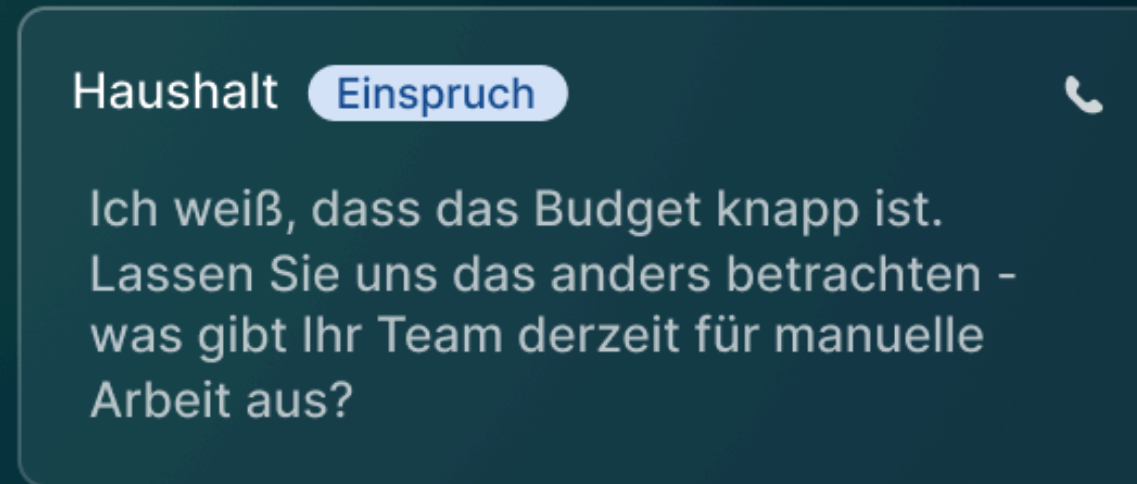 Haushalt Einspruch
Ich weiß, dass das Budget knapp ist.
Lassen Sie uns das anders betrachten -
was gibt Ihr Team derzeit für manuelle
Arbeit aus?